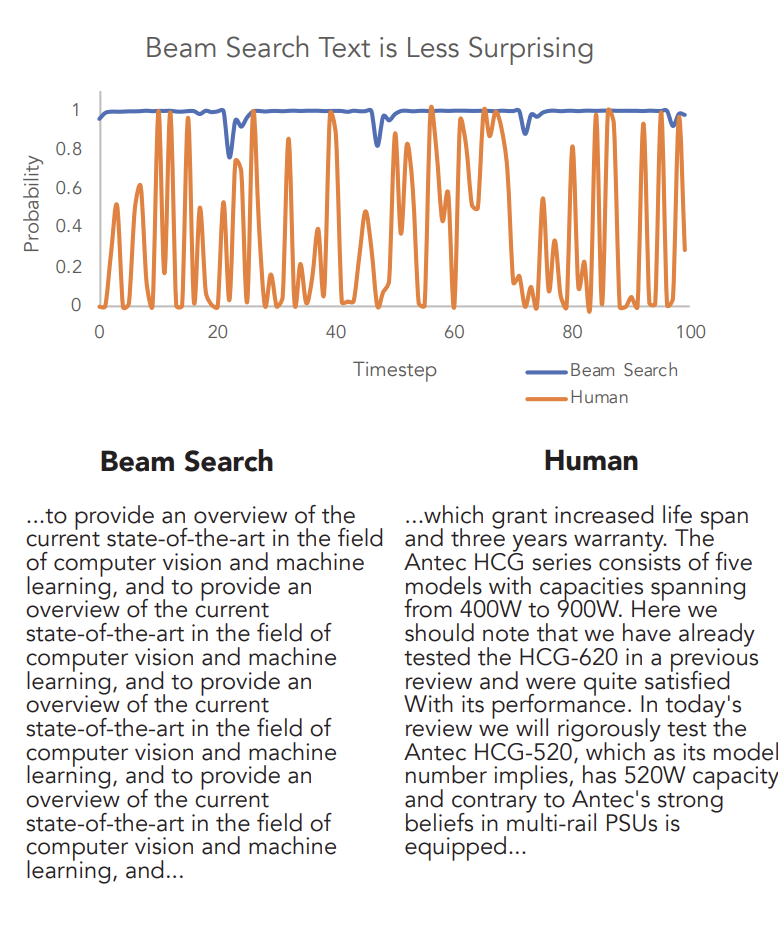 Beam Search Text is Less Surprising
Probability
1
0.8
0.6
0.4
0.2
0
0 20 40 60 80 100
Timestep
Beam Search
Human
Beam Search
...to provide an overview of the
current state-of-the-art in the field
of computer vision and machine
learning, and to provide an
overview of the current
state-of-the-art in the field of
computer vision and machine
learning, and to provide an
overview of the current
state-of-the-art in the field of
computer vision and machine
learning, and to provide an
overview of the current
state-of-the-art in the field of
computer vision and machine
learning, and...
Human
...which grant increased life span
and three years warranty. The
Antec HCG series consists of five
models with capacities spanning
from 400W to 900W. Here we
should note that we have already
tested the HCG-620 in a previous
review and were quite satisfied
With its performance. In today's
review we will rigorously test the
Antec HCG-520, which as its model
number implies, has 520W capacity
and contrary to Antec's strong
beliefs in multi-rail PSUs is
equipped...